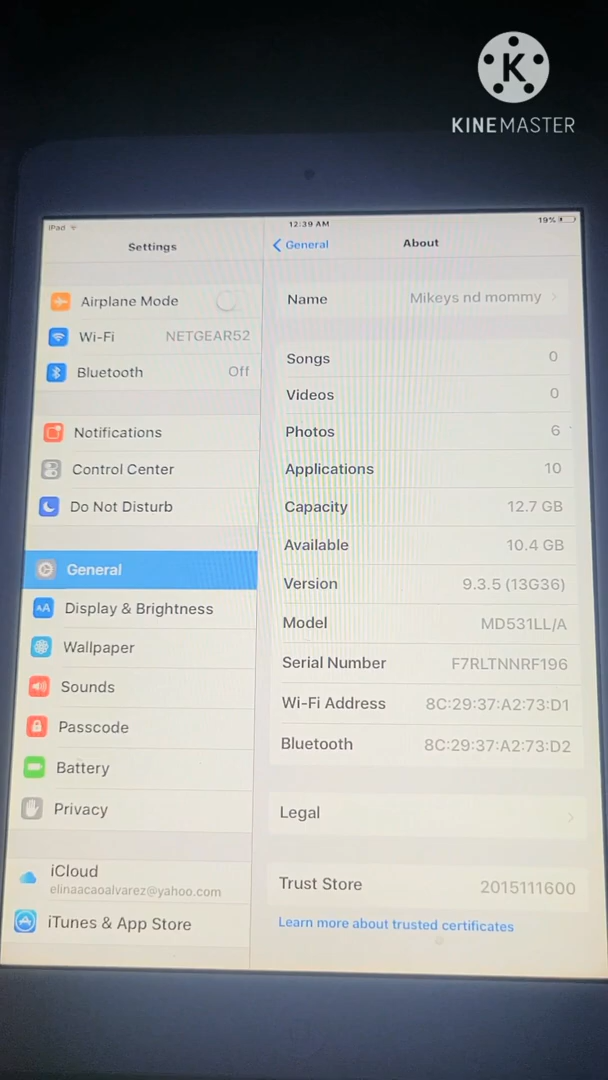 KINEMASTER
iPad
12:39 AM
19%
Settings
General
About
Airplane Mode
Wi-Fi NETGEAR52
Bluetooth Off
Notifications
Control Center
Do Not Disturb
General
AA Display & Brightness
Wallpaper
Sounds
Passcode
Battery
Privacy
iCloud
elinaacaoalvarez@yahoo.com
iTunes & App Store
Name Mikeys nd mommy
Songs 0
Videos 0
Photos 6
Applications 10
Capacity 12.7 GB
Available 10.4 GB
Version 9.3.5 (13G36)
Model MD531LL/A
Serial Number F7RLTNNRF196
Wi-Fi Address 8C:29:37:A2:73:D1
Bluetooth 8C:29:37:A2:73:D2
Legal
Trust Store 2015111600
Learn more about trusted certificates